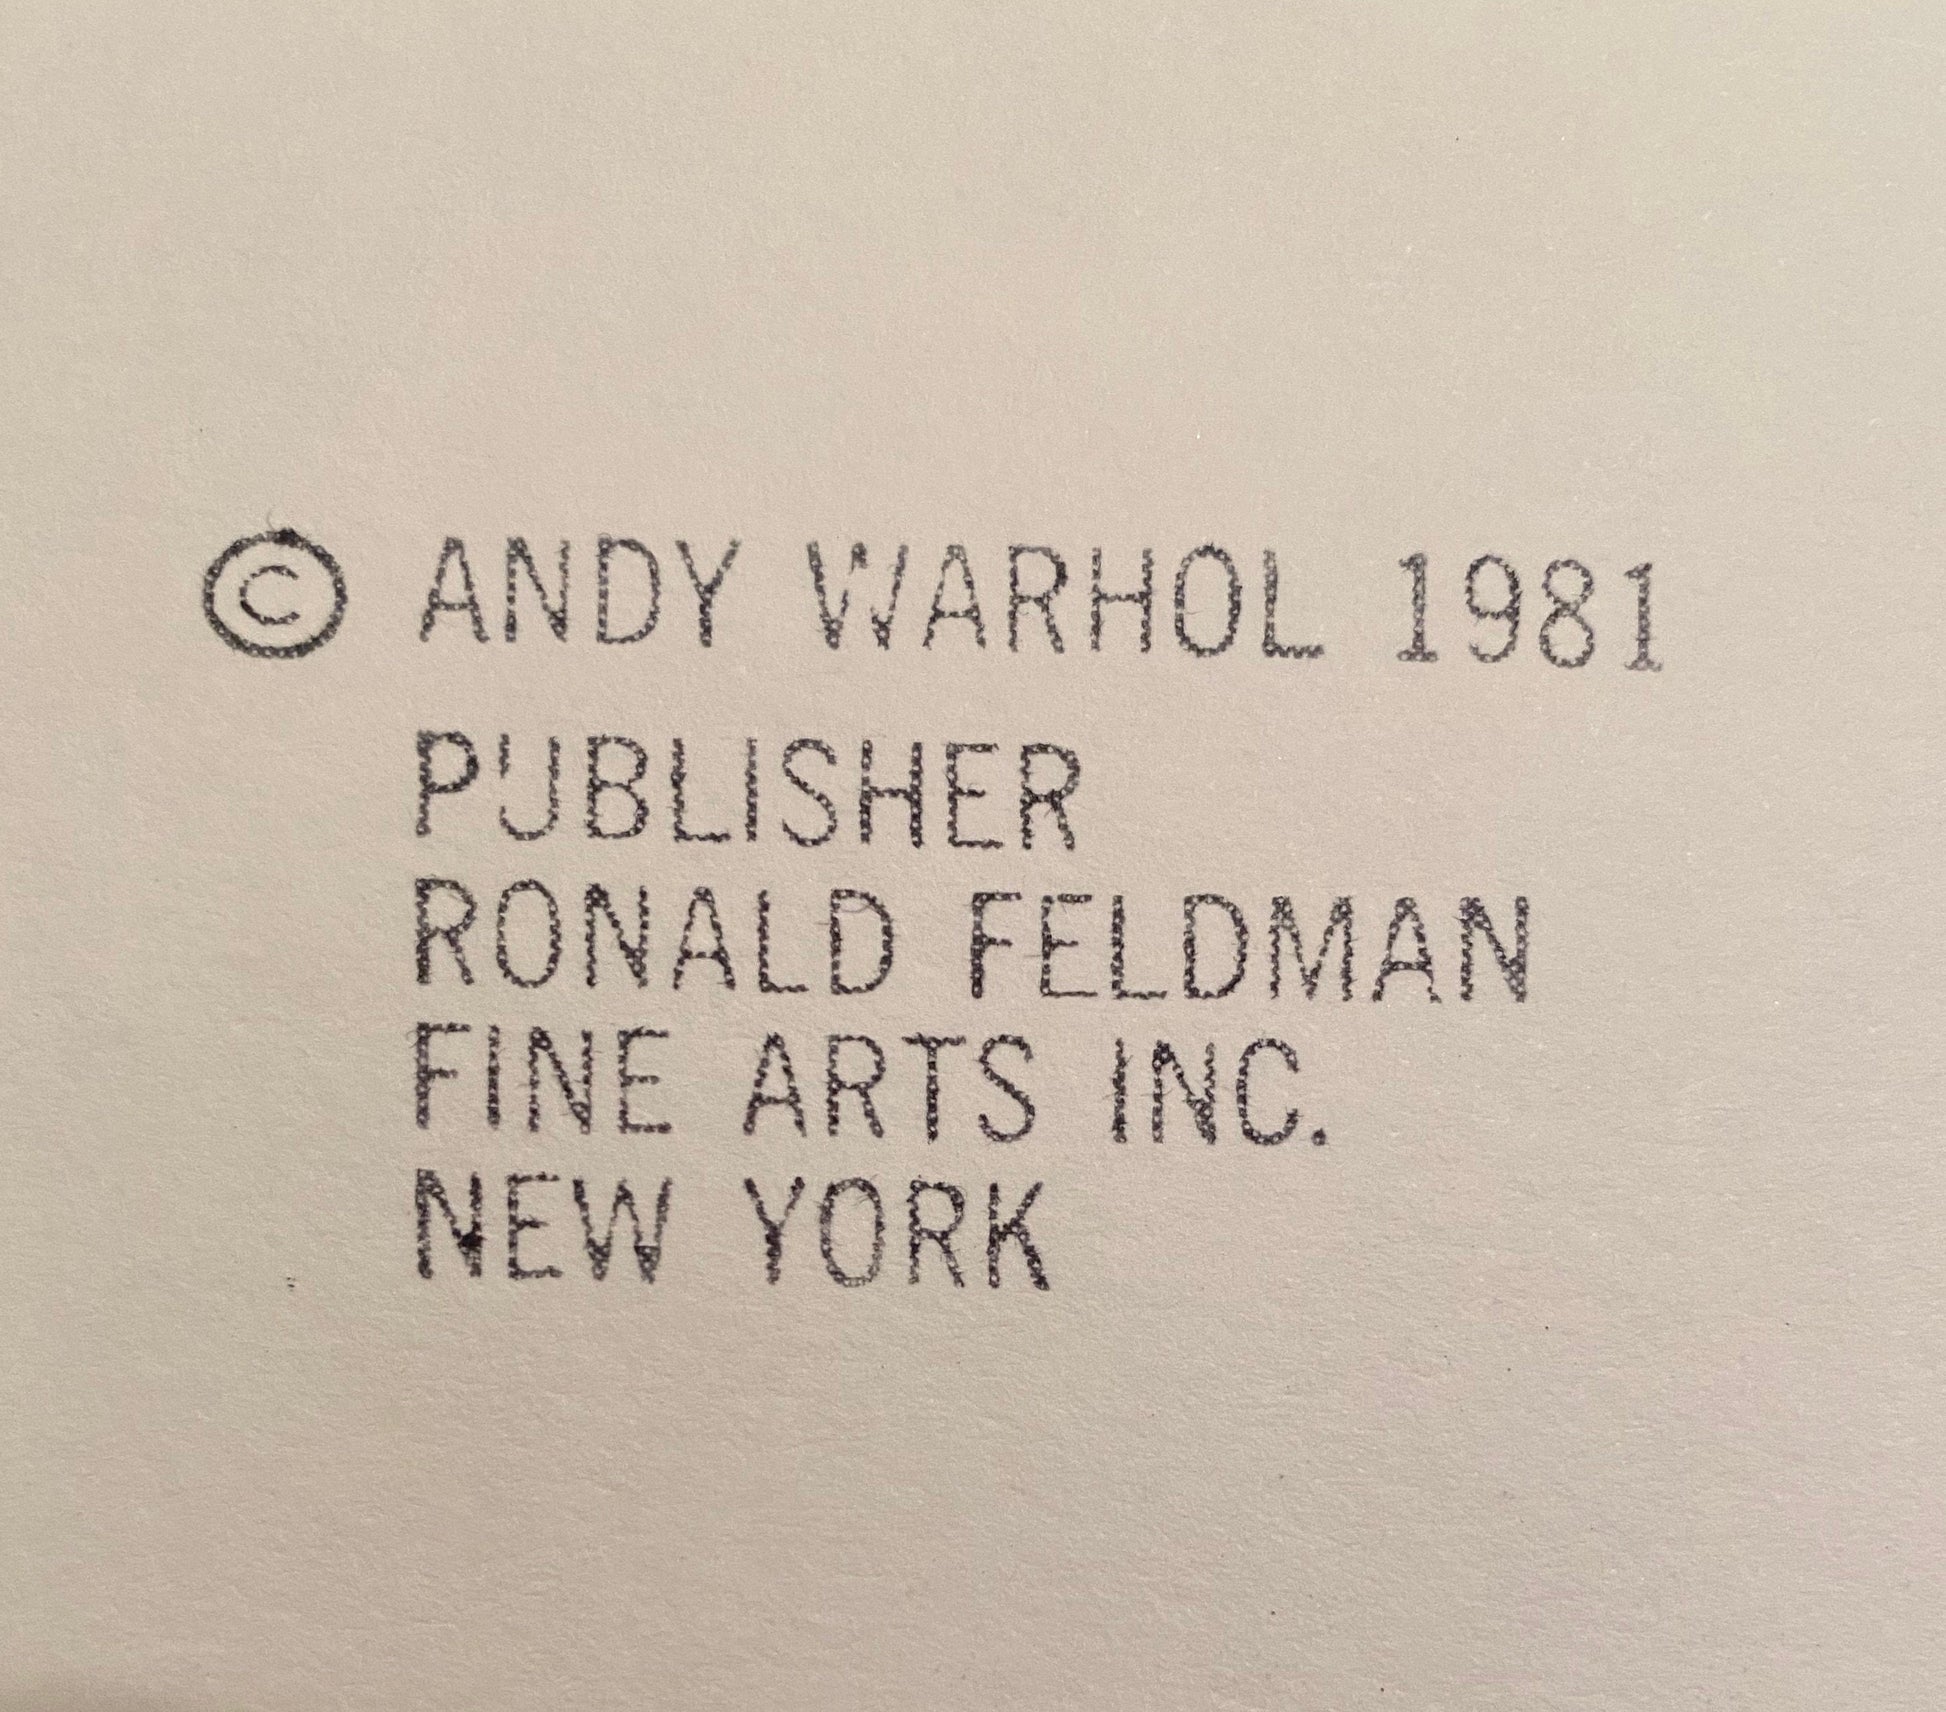 © ANDY WARHOL 1981
PUBLISHER
RONALD FELDMAN
FINE ARTS INC.
NEW YORK